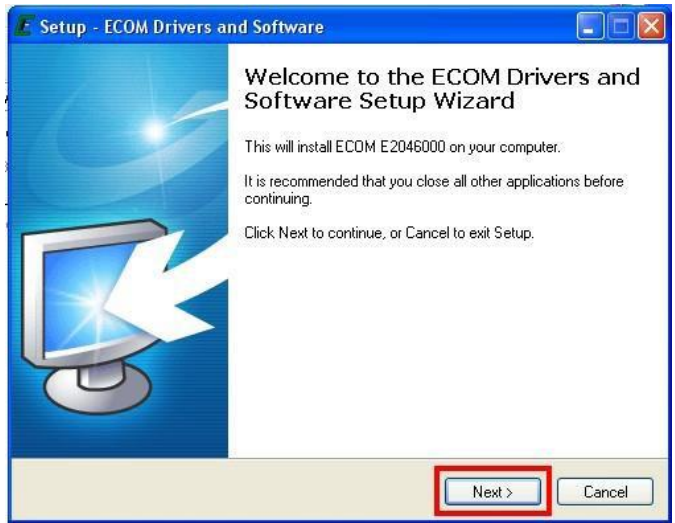 Setup - ECOM Drivers and Software
Welcome to the ECOM Drivers and
Software Setup Wizard
This will install ECOM E2046000 on your computer.
It is recommended that you close all other applications before
continuing.
Click Next to continue, or Cancel to exit Setup.
Next >
Cancel